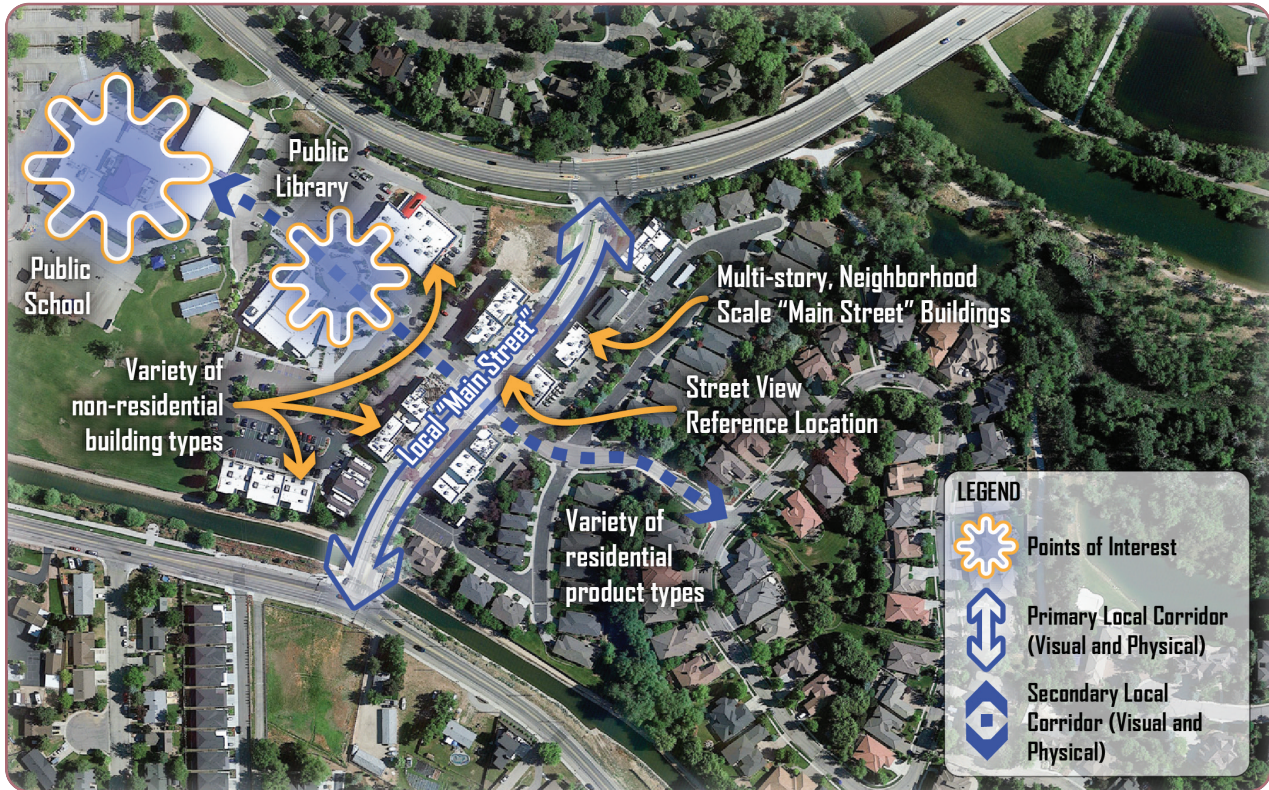 Public
Library
Public
School
Variety of
non-residential
building types
Local “Main Street”
Multi-story, Neighborhood
Scale “Main Street” Buildings
Street View
Reference Location
Variety of
residential
product types
LEGEND
Points of Interest
Primary Local Corridor
(Visual and Physical)
Secondary Local
Corridor (Visual and
Physical)